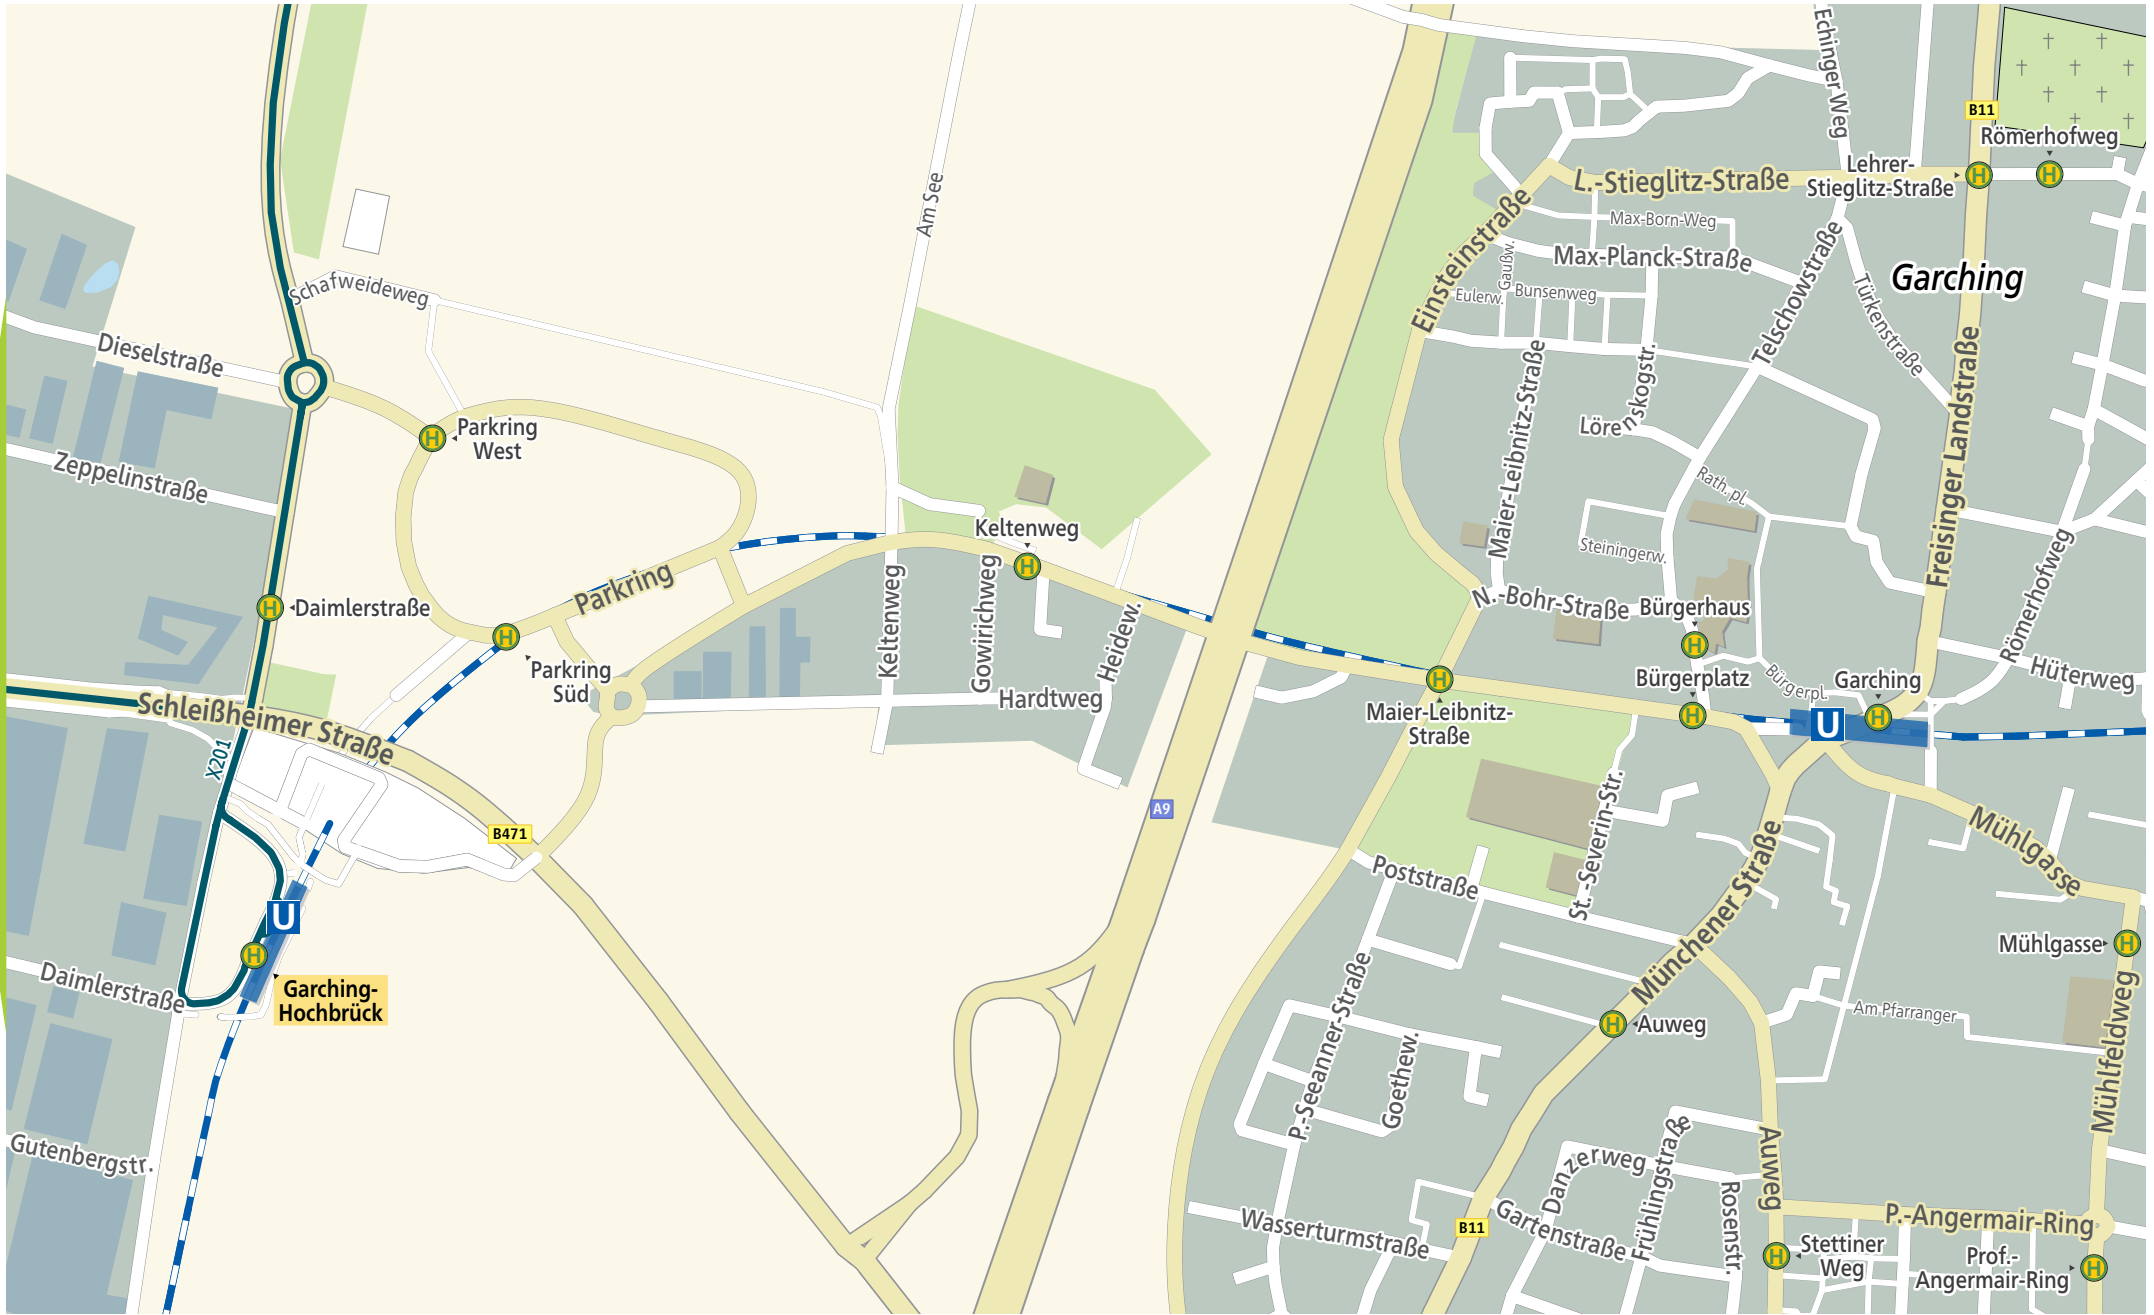 Echinger Weg
B11
Römerhofweg
Lehrer-
Stieglitz-Straße
L.-Stieglitz-Straße
Am See
Max-Born-Weg
Einsteinstraße
Gaußw.
Max-Planck-Straße
Telschowstraße
Garching
Türkenstraße
Schafweideweg
Eulerw.
Bunsenweg
Dieselstraße
Maier-Leibnitz-Straße
Lörenskogstr.
Freisinger Landstraße
H
Parkring
West
Zeppelinstraße
Rath. pl.
Keltenweg
Steiningerw.
Römerhofweg
Parkring
Keltenweg
Gowirichweg
Heidew.
N.-Bohr-Straße
Bürgerhaus
Daimlerstraße
Parkring
Süd
Hardtweg
Maier-Leibnitz-
Straße
Bürgerplatz
Bürgerpl.
Garching
Hüterweg
U
Schleißheimer Straße
X201
A9
B471
St.-Severin-Str.
Mühlgasse
Poststraße
Münchener Straße
U
H
Garching-
Hochbrück
Daimlerstraße
Mühlgasse
P.-Seeanner-Straße
Auweg
Am Pfarranger
Goethew.
Mühlfeldweg
Gutenbergstr.
Danzerweg
Frühlingstraße
Auweg
Rosenstr.
Wasserturmstraße
B11
Gartenstraße
P.-Angermair-Ring
Stettiner
Weg
Prof.-
Angermair-Ring